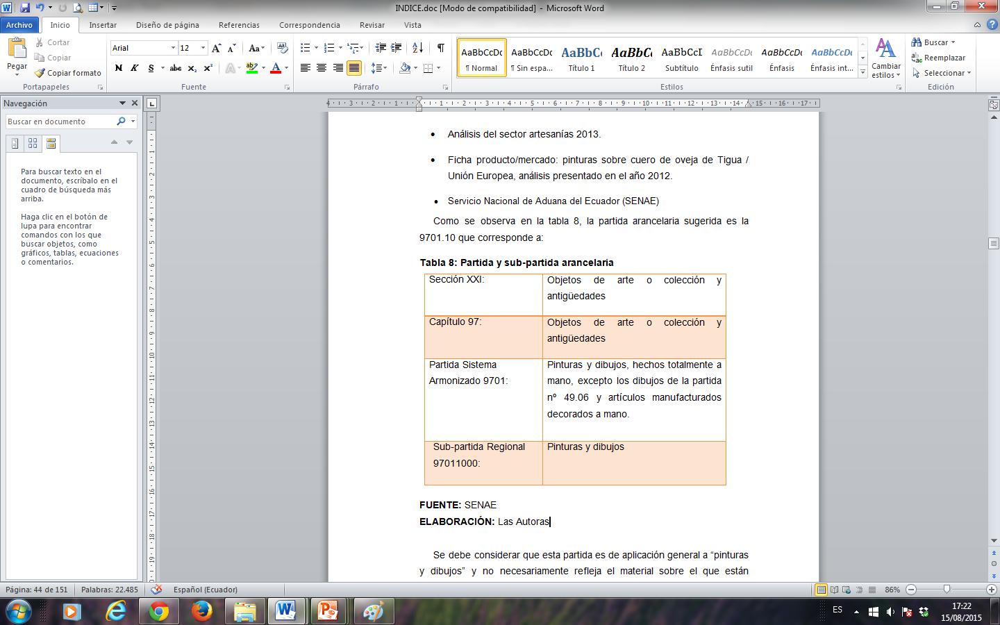 INDICE.doc [Modo de compatibilidad] - Microsoft Word
Archivo Inicio Insertar Diseño de página Referencias Correspondencia Revisar Vista
Pegar
Cortar
Copiar
Copiar formato
Portapapeles
Arial 12
N K S abc x₂ x²
Fuente
Párrafo
AaBbCcDc AaBbCcDc AaBbCc AaBbCc AaBbCcI AaBbCcDc AaBbCcDc AaBbCcDc
¶ Normal ¶ Sin espa... Título 1 Título 2 Subtítulo Énfasis sutil Énfasis Énfasis int...
Estilos
Cambiar estilos
Buscar
Reemplazar
Seleccionar
Edición
Navegación
Buscar en documento
Para buscar texto en el
documento, escríbalo en el
cuadro de búsqueda más
arriba.
Haga clic en el botón de
lupa para encontrar
comandos con los que
buscar objetos, como
gráficos, tablas, ecuaciones
o comentarios.
• Análisis del sector artesanías 2013.
• Ficha producto/mercado: pinturas sobre cuero de oveja de Tigua /
Unión Europea, análisis presentado en el año 2012.
• Servicio Nacional de Aduana del Ecuador (SENAE)
Como se observa en la tabla 8, la partida arancelaria sugerida es la
9701.10 que corresponde a:
Tabla 8: Partida y sub-partida arancelaria
Sección XXI:
Objetos de arte o colección y
antigüedades
Capítulo 97:
Objetos de arte o colección y
antigüedades
Partida Sistema
Armonizado 9701:
Pinturas y dibujos, hechos totalmente a
mano, excepto los dibujos de la partida
nº 49.06 y artículos manufacturados
decorados a mano.
Sub-partida Regional
97011000:
Pinturas y dibujos
FUENTE: SENAE
ELABORACIÓN: Las Autoras
Se debe considerar que esta partida es de aplicación general a “pinturas
y dibujos” y no necesariamente refleja el material sobre el que están
Página: 44 de 151 Palabras: 22.485 Español (Ecuador) 86%
ES
17:22
15/08/2015